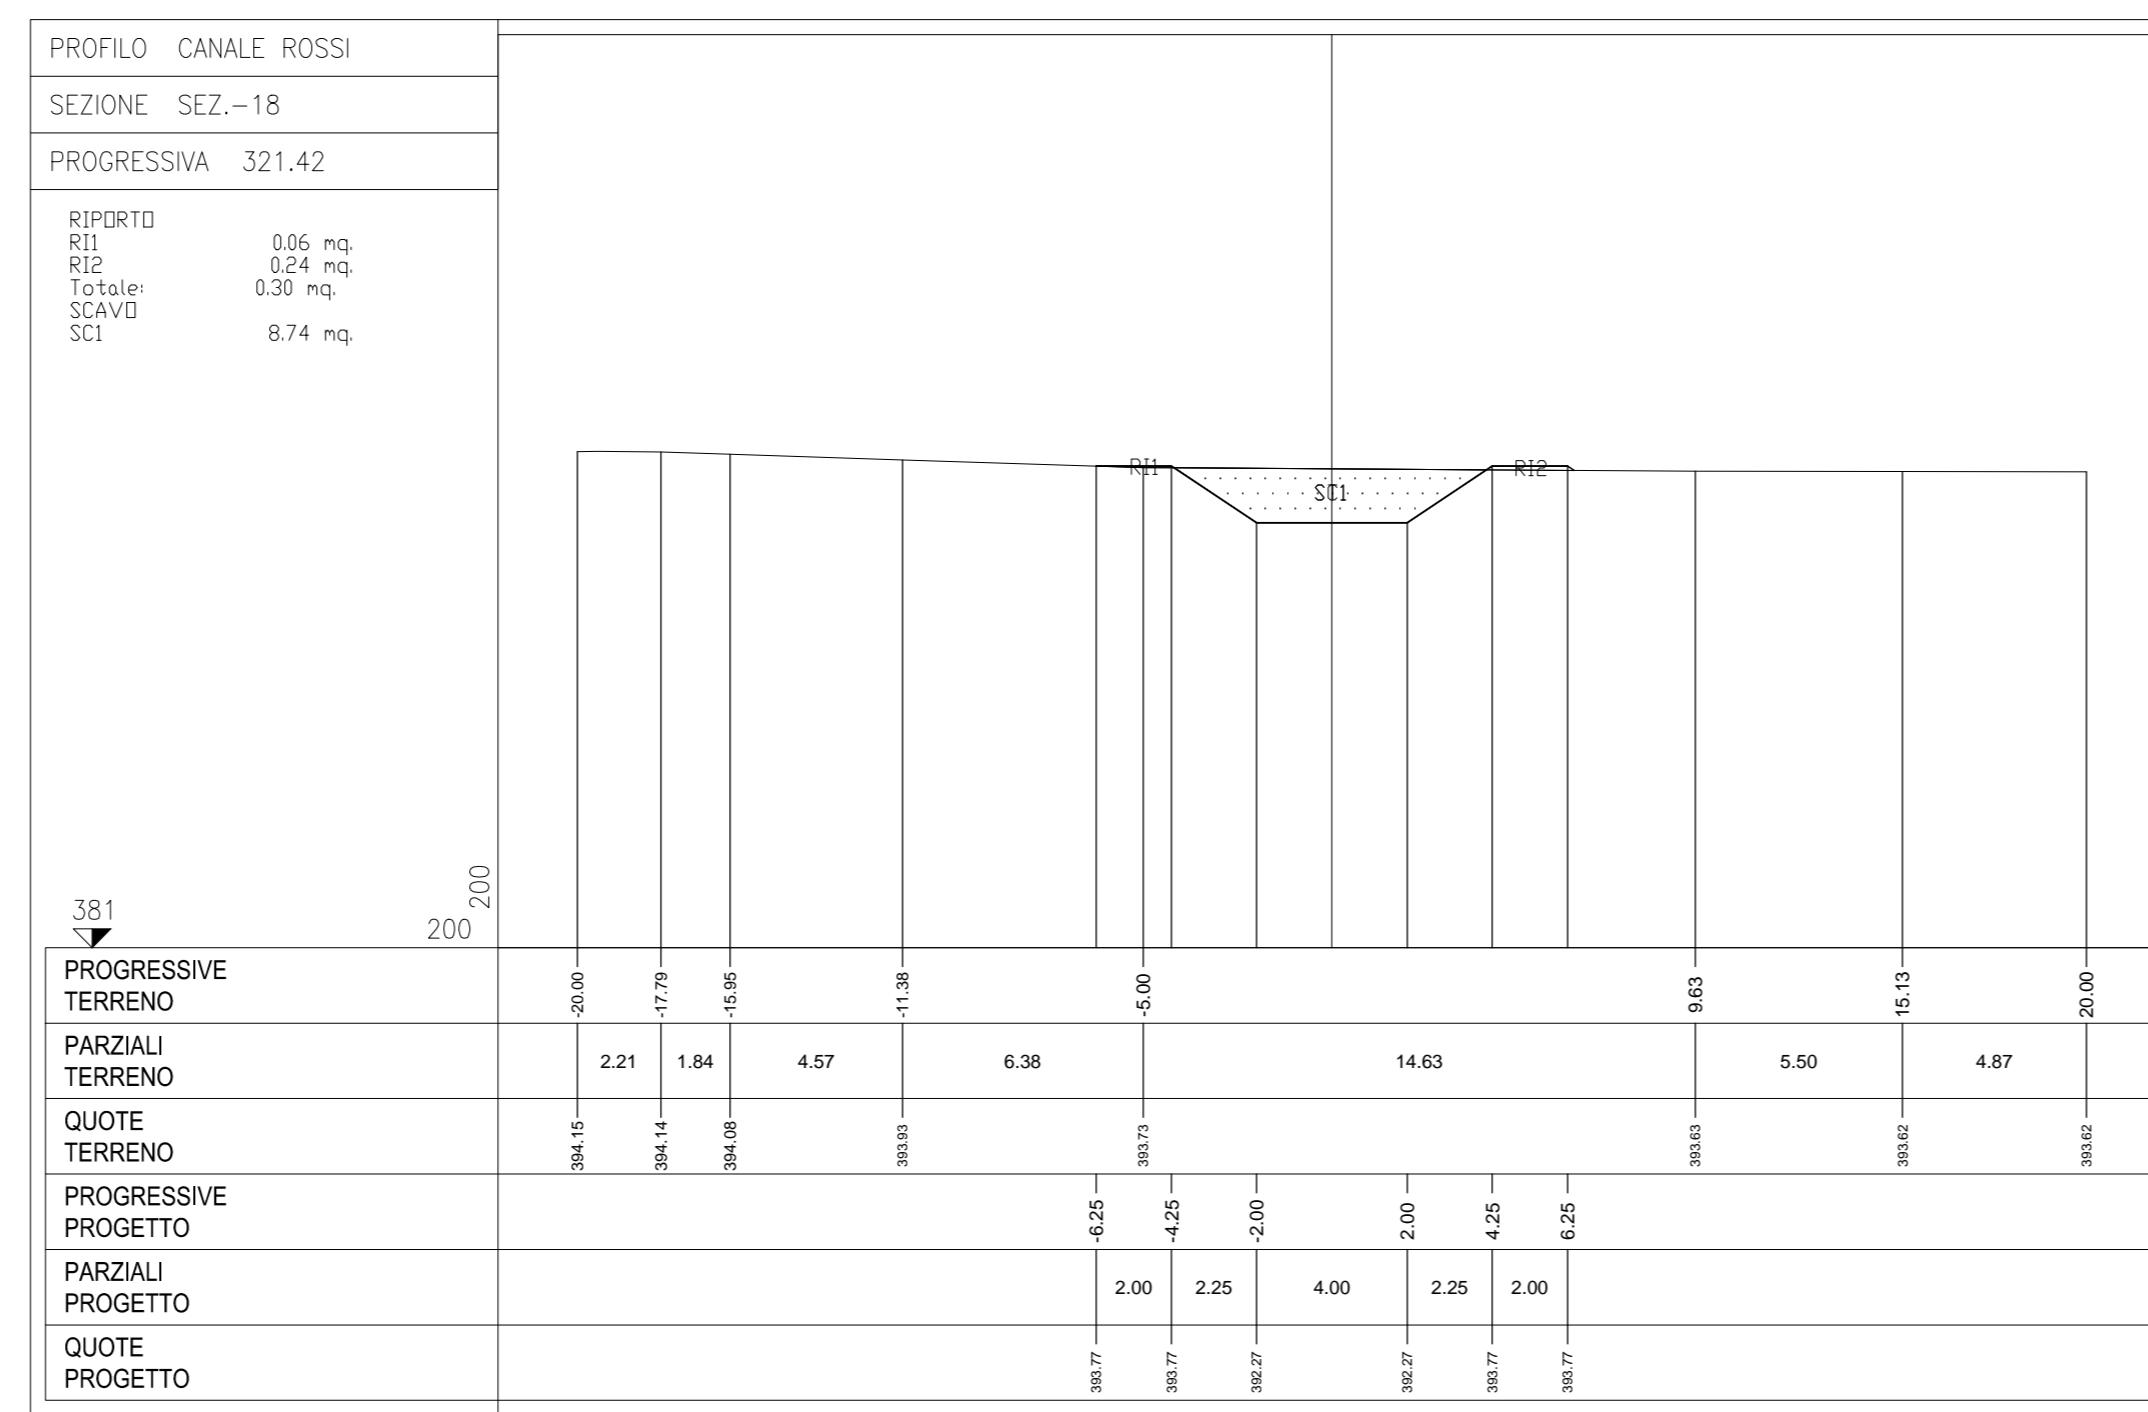 PROFILO CANALE ROSSI
SEZIONE SEZ.-18
PROGRESSIVA 321.42
RIPORTO
RI1 0.06 mq.
RI2 0.24 mq.
Totale: 0.30 mq.
SCAVO
SC1 8.74 mq.
RI1
RI2
SC1
200
381
200
PROGRESSIVE
TERRENO
-20.00 -17.79 -15.95 -11.38 -5.00 9.63 15.13 20.00
PARZIALI
TERRENO
2.21 1.84 4.57 6.38 14.63 5.50 4.87
QUOTE
TERRENO
394.15 394.14 394.08 393.93 393.73 393.63 393.62 393.62
PROGRESSIVE
PROGETTO
-6.25 -4.25 -2.00 2.00 4.25 6.25
PARZIALI
PROGETTO
2.00 2.25 4.00 2.25 2.00
QUOTE
PROGETTO
393.77 393.77 392.27 392.27 393.77 393.77